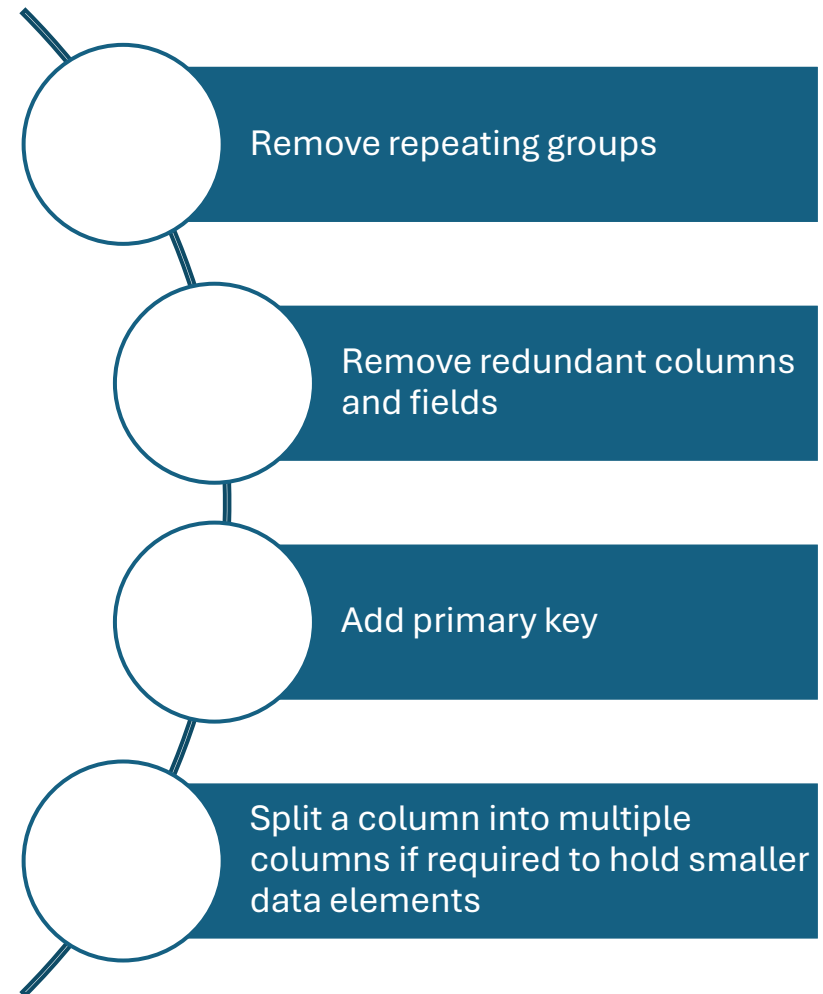 Remove repeating groups
Remove redundant columns
and fields
Add primary key
Split a column into multiple
columns if required to hold smaller
data elements